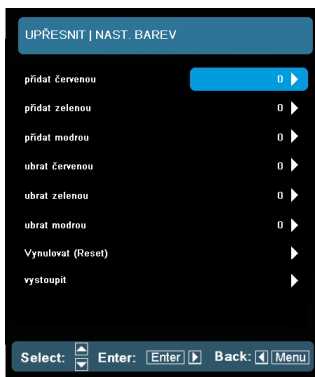 UPŘESNIT | NAST. BAREV
přidat červenou 0
přidat zelenou 0
přidat modrou 0
ubrat červenou 0
ubrat zelenou 0
ubrat modrou 0
Vynulovat (Reset)
vystoupit
Select: Enter: Enter Back: Menu